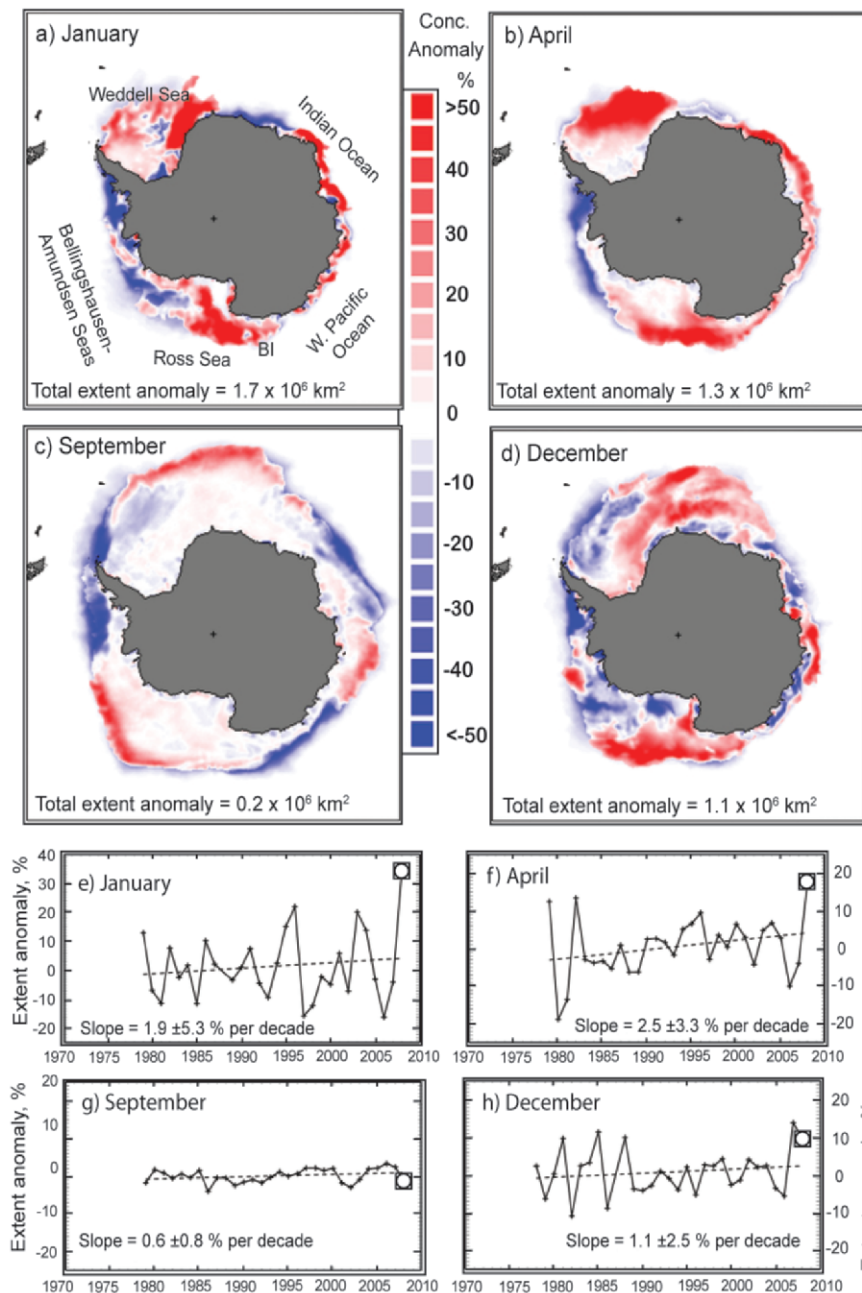 a) January
Weddell Sea
Indian Ocean
Bellingshausen-
Amundsen Seas
Ross Sea
BI
W. Pacific
Ocean
Total extent anomaly = 1.7 x 10⁶ km²
Conc.
Anomaly
%
>50
40
30
20
10
0
-10
-20
-30
-40
<-50
b) April
Total extent anomaly = 1.3 x 10⁶ km²
c) September
Total extent anomaly = 0.2 x 10⁶ km²
d) December
Total extent anomaly = 1.1 x 10⁶ km²
Extent anomaly, %
40
30
20
10
0
-10
-20
e) January
Slope = 1.9 ±5.3 % per decade
1970 1975 1980 1985 1990 1995 2000 2005 2010
f) April
20
10
0
-10
-20
Slope = 2.5 ±3.3 % per decade
1970 1975 1980 1985 1990 1995 2000 2005 2010
Extent anomaly, %
20
10
0
-10
-20
g) September
Slope = 0.6 ±0.8 % per decade
1970 1975 1980 1985 1990 1995 2000 2005 2010
h) December
20
10
0
-10
-20
Slope = 1.1 ±2.5 % per decade
1970 1975 1980 1985 1990 1995 2000 2005 2010